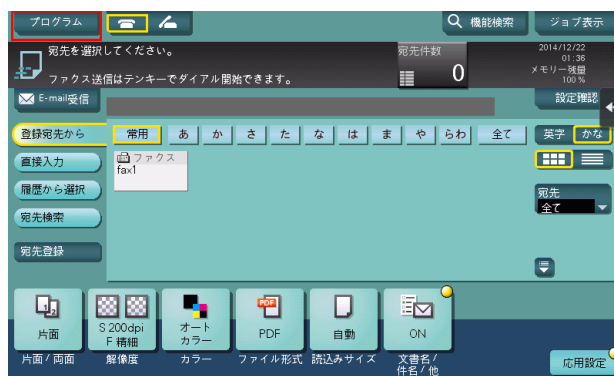 プログラム
機能検索
ジョブ表示
宛先を選択してください。
ファクス送信はテンキーでダイアル開始できます。
宛先件数
0
2014/12/22
01:36
メモリー残量
100 %
E-mail受信
設定確認
登録宛先から
常用 あ か さ た な は ま や らわ 全て
英字 かな
直接入力
ファクス
fax1
履歴から選択
宛先
全て
宛先検索
宛先登録
片面
S 200dpi
F 精細
オート
カラー
PDF
PDF
自動
ON
片面 / 両面
解像度
カラー
ファイル形式
読込みサイズ
文書名 /
件名 / 他
応用設定